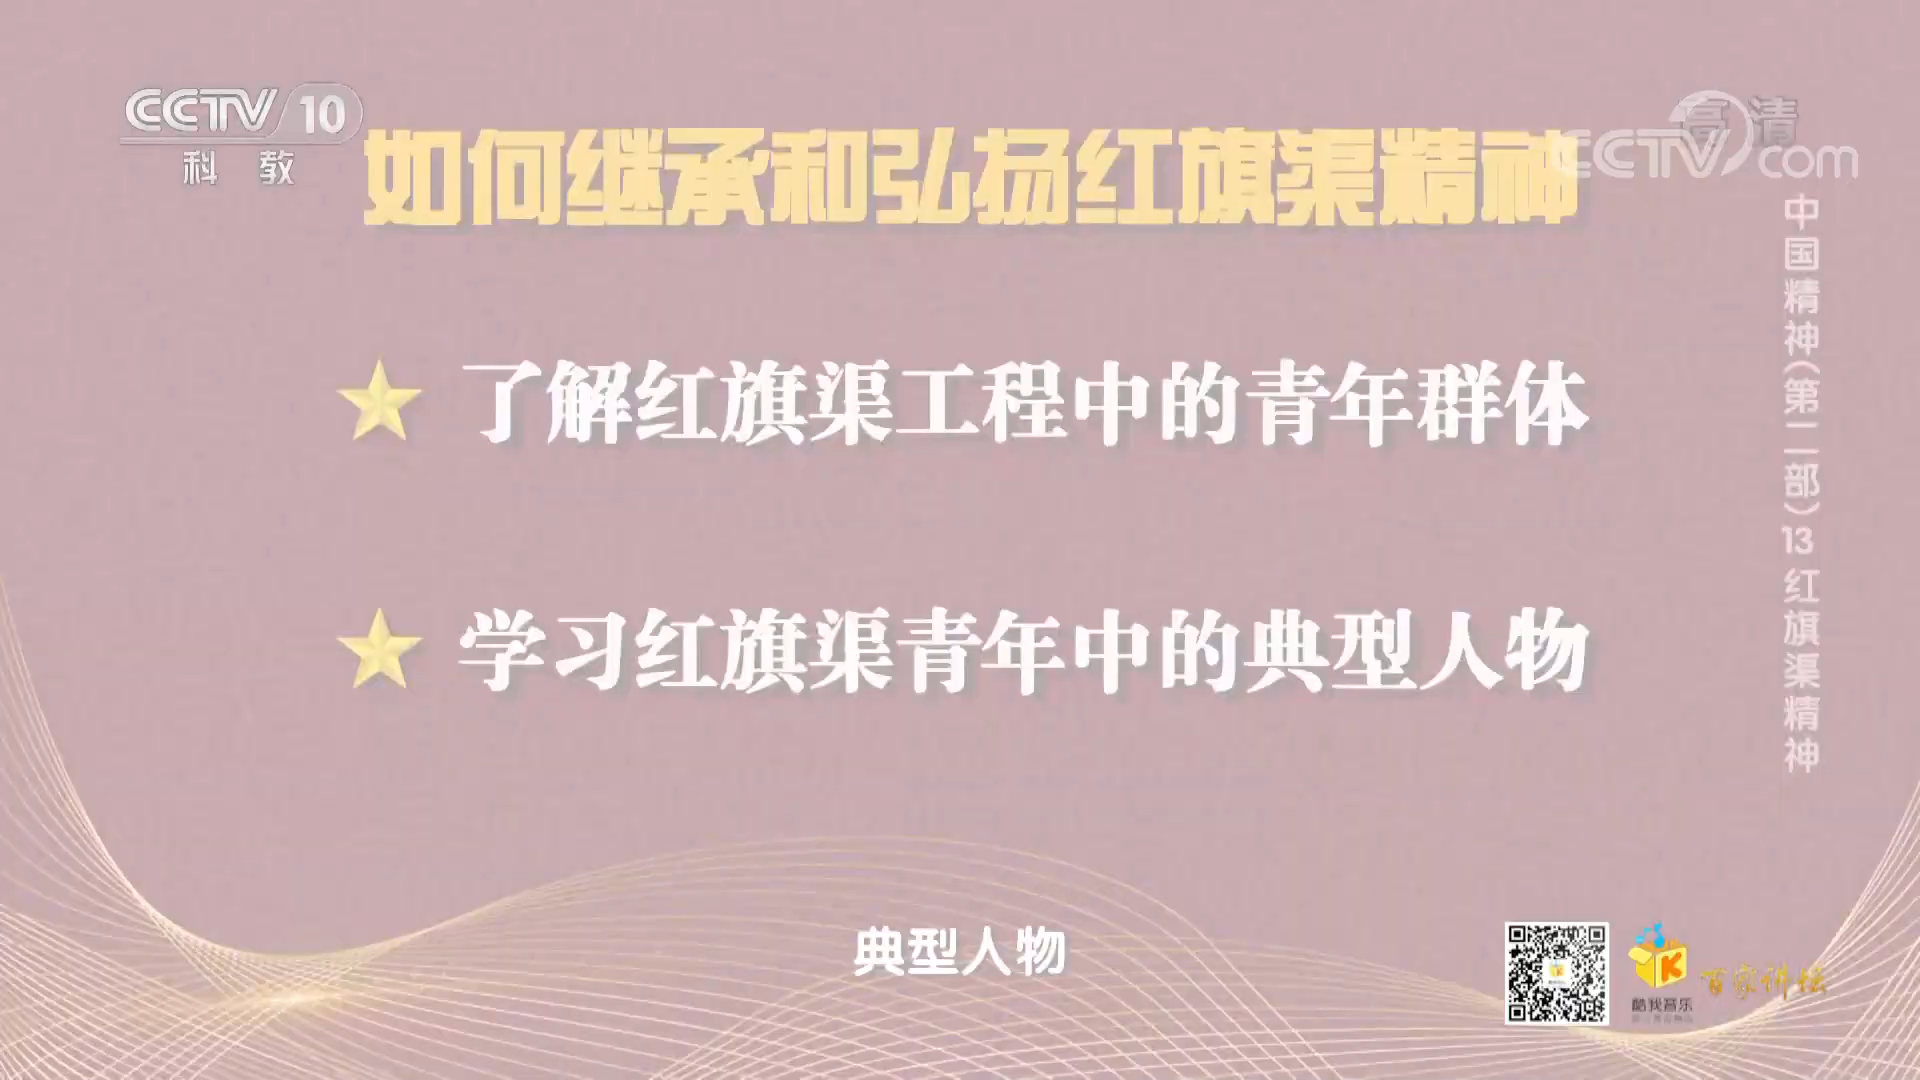 CCTV 10
科教
高清
CCTV.com
如何继承和弘扬红旗渠精神
了解红旗渠工程中的青年群体
学习红旗渠青年中的典型人物
中国精神（第二部）13 红旗渠精神
典型人物
K
酷我音乐
百家讲坛